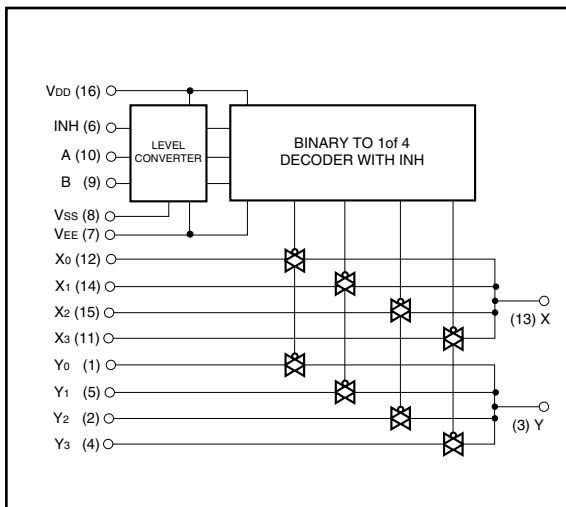 VDD (16)
INH (6)
A (10)
B (9)
VSS (8)
VEE (7)
LEVEL
CONVERTER
BINARY TO 1of 4
DECODER WITH INH
X0 (12)
X1 (14)
X2 (15)
X3 (11)
(13) X
Y0 (1)
Y1 (5)
Y2 (2)
Y3 (4)
(3) Y